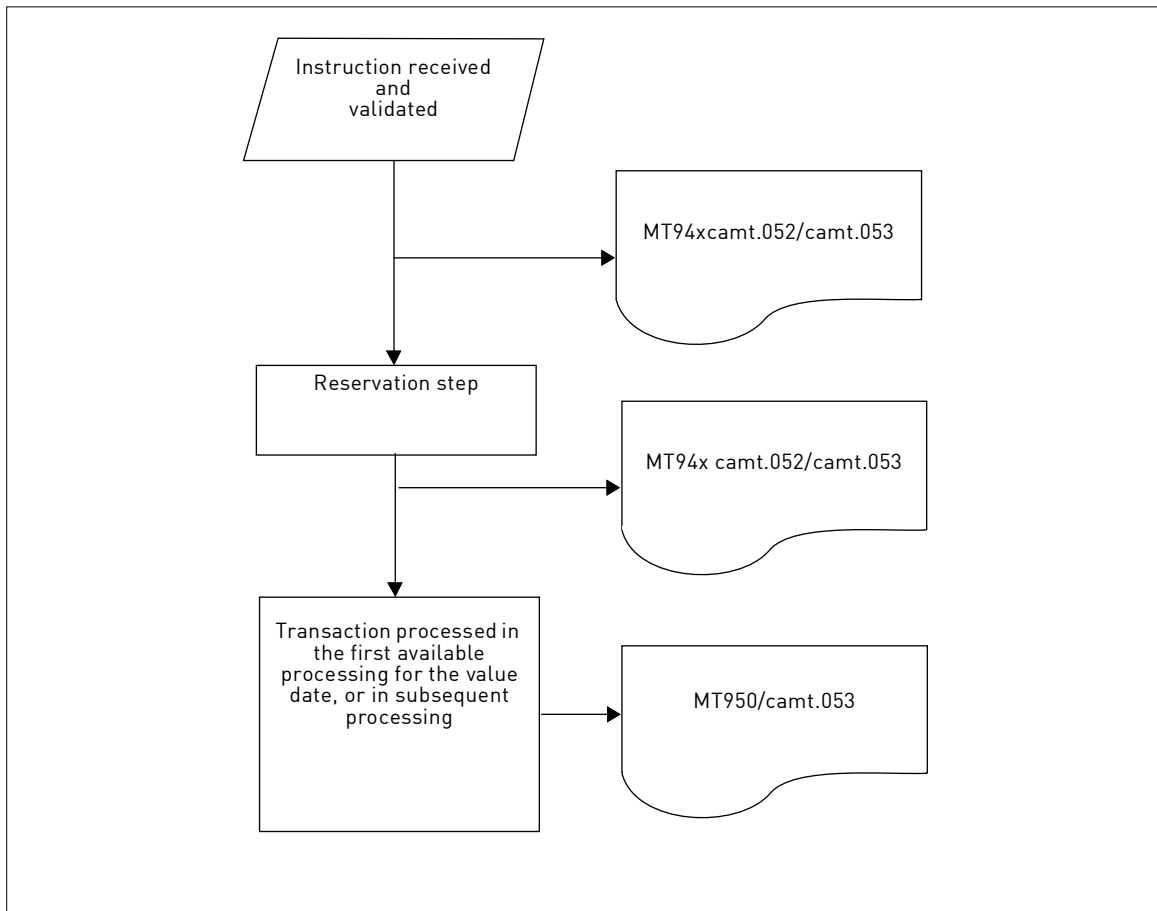 Instruction received
and
validated
MT94xcamt.052/camt.053
Reservation step
MT94x camt.052/camt.053
Transaction processed in
the first available
processing for the value
date, or in subsequent
processing
MT950/camt.053